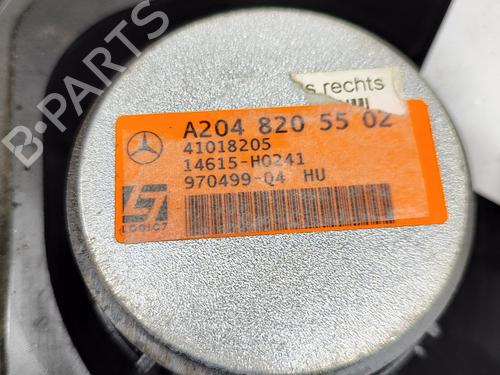 s rechts
A204 820 55 02
41018205
14615-H0241
970499-Q4 HU
LOGIC7
B-PARTS